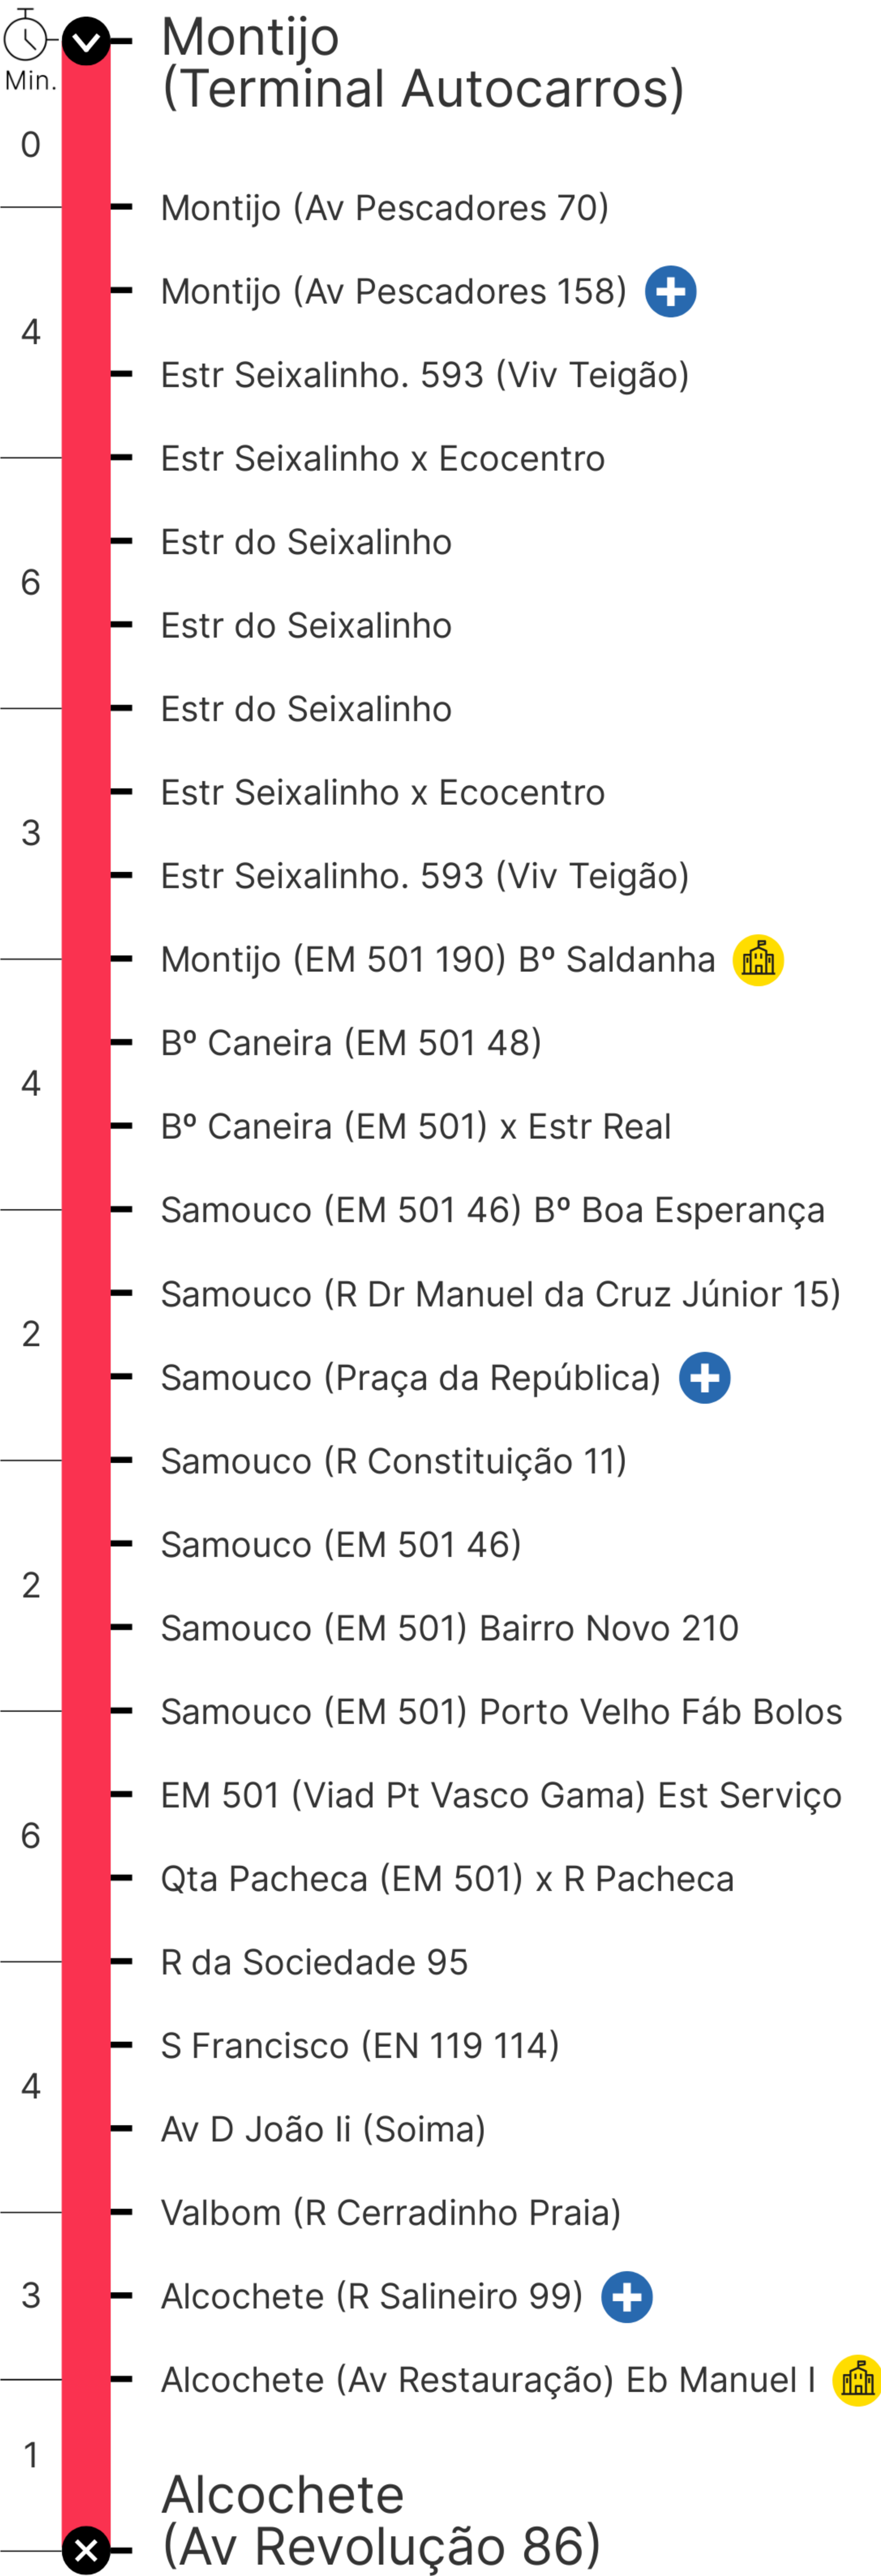 Montijo
(Terminal Autocarros)
Min.
0
Montijo (Av Pescadores 70)
Montijo (Av Pescadores 158)
4
Estr Seixalinho. 593 (Viv Teigão)
Estr Seixalinho x Ecocentro
Estr do Seixalinho
6
Estr do Seixalinho
Estr do Seixalinho
Estr Seixalinho x Ecocentro
3
Estr Seixalinho. 593 (Viv Teigão)
Montijo (EM 501 190) Bº Saldanha
Bº Caneira (EM 501 48)
4
Bº Caneira (EM 501) x Estr Real
Samouco (EM 501 46) Bº Boa Esperança
Samouco (R Dr Manuel da Cruz Júnior 15)
2
Samouco (Praça da República)
Samouco (R Constituição 11)
Samouco (EM 501 46)
2
Samouco (EM 501) Bairro Novo 210
Samouco (EM 501) Porto Velho Fáb Bolos
EM 501 (Viad Pt Vasco Gama) Est Serviço
6
Qta Pacheca (EM 501) x R Pacheca
R da Sociedade 95
S Francisco (EN 119 114)
4
Av D João Ii (Soima)
Valbom (R Cerradinho Praia)
3
Alcochete (R Salineiro 99)
Alcochete (Av Restauração) Eb Manuel I
1
Alcochete
(Av Revolução 86)